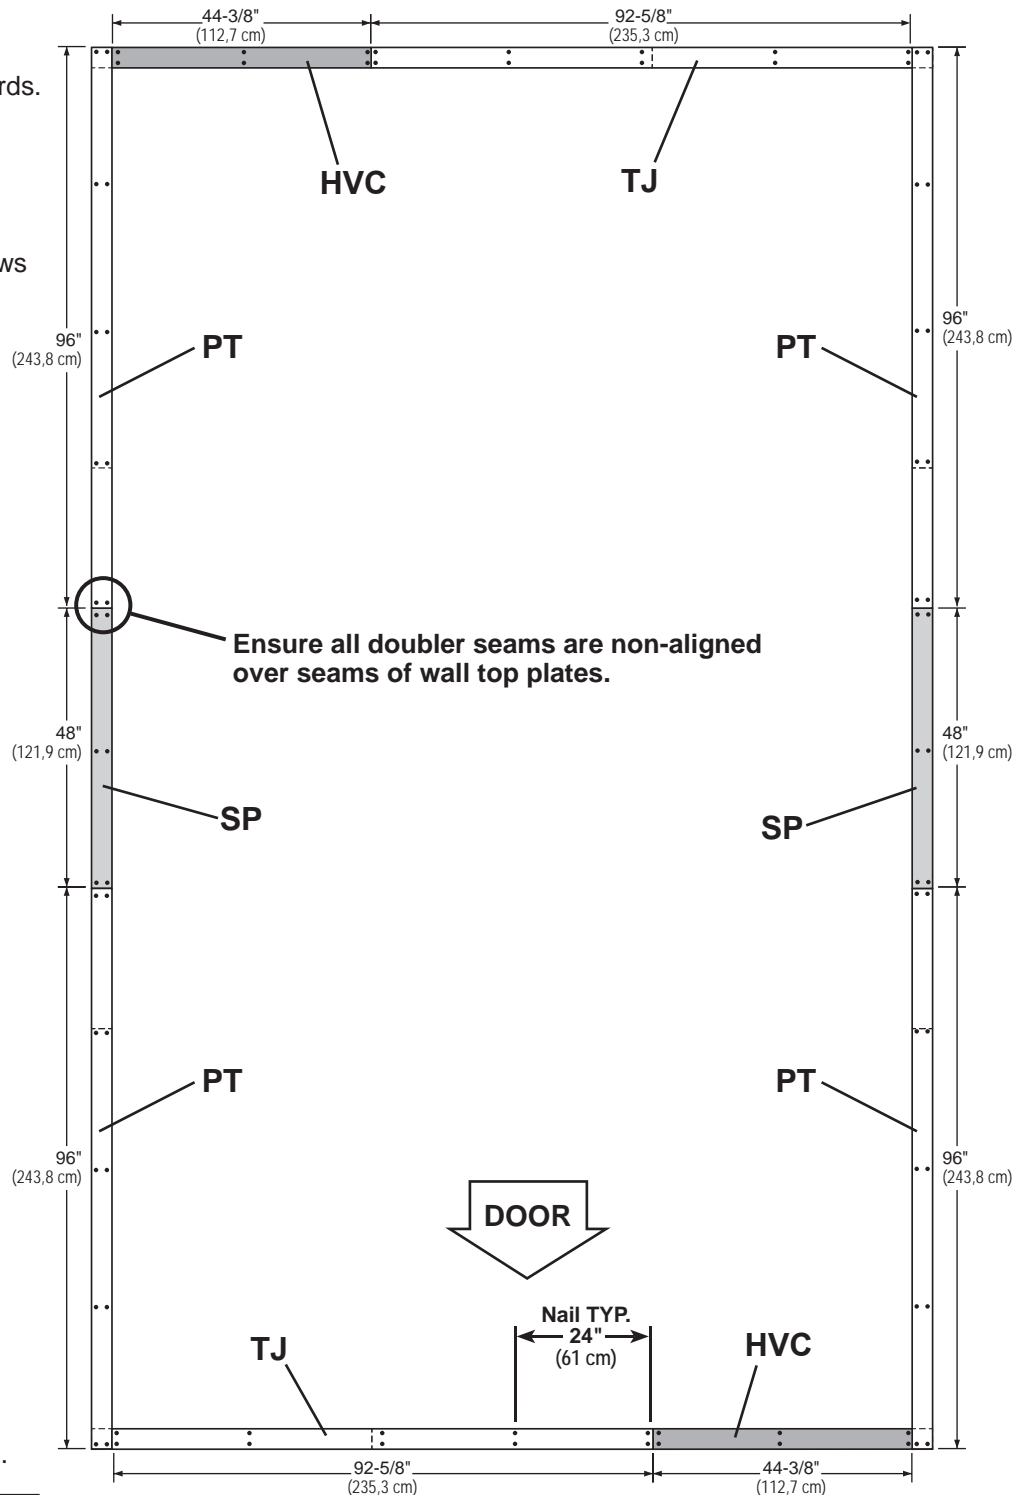 44-3/8"
(112,7 cm)
92-5/8"
(235,3 cm)
rds.
HVC
TJ
ws
96"
(243,8 cm)
PT
PT
96"
(243,8 cm)
Ensure all doubler seams are non-aligned
over seams of wall top plates.
48"
(121,9 cm)
48"
(121,9 cm)
SP
SP
PT
PT
96"
(243,8 cm)
96"
(243,8 cm)
DOOR
Nail TYP.
24"
(61 cm)
TJ
HVC
.
92-5/8"
(235,3 cm)
44-3/8"
(112,7 cm)